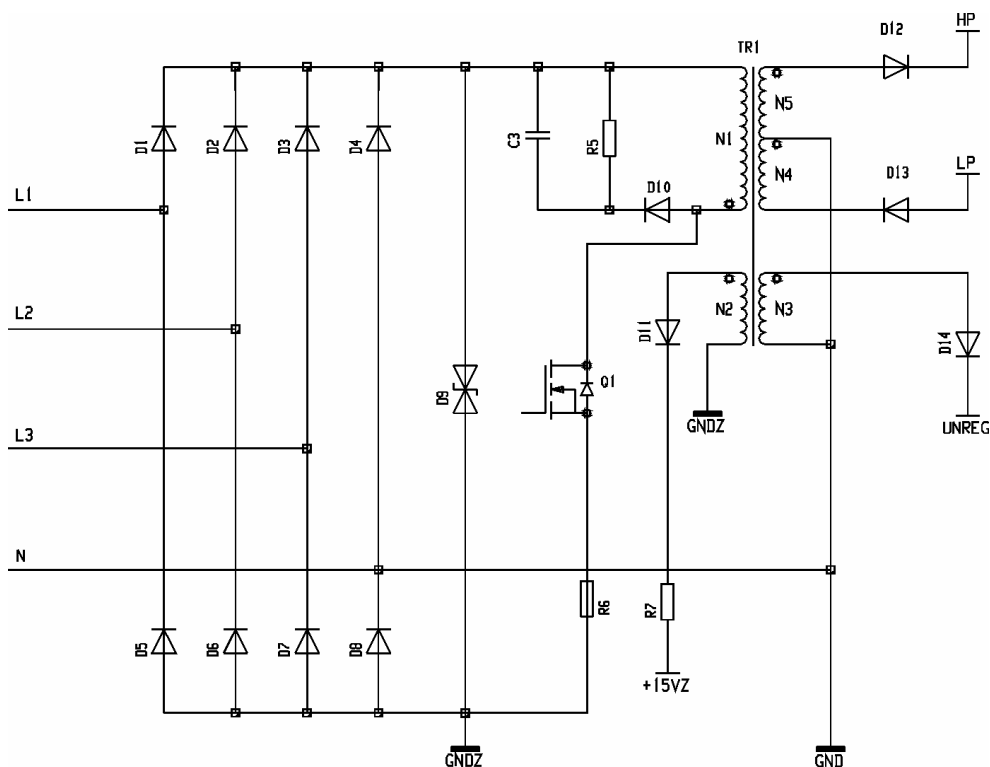 HP
D12
TR1
N5
D1
D2
D3
D4
C3
R5
N1
N4
D13
LP
L1
D10
L2
D11
N2
N3
D14
D9
Q1
GNDZ
UNREG
L3
N
R6
R7
D5
D6
D7
D8
+15VZ
GNDZ
GND